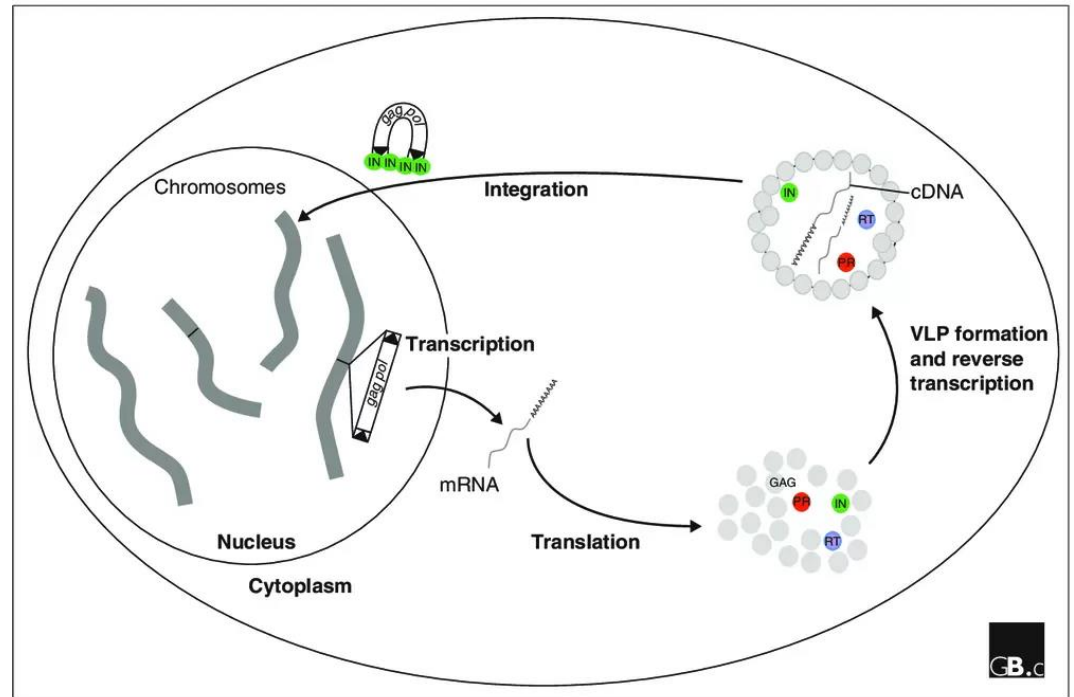 gag pol
IN IN IN IN
Chromosomes
Integration
IN
cDNA
RT
PR
Transcription
gag pol
VLP formation
and reverse
transcription
AAAAAAAAA
mRNA
GAG
PR
IN
RT
Nucleus
Translation
Cytoplasm
GB.c